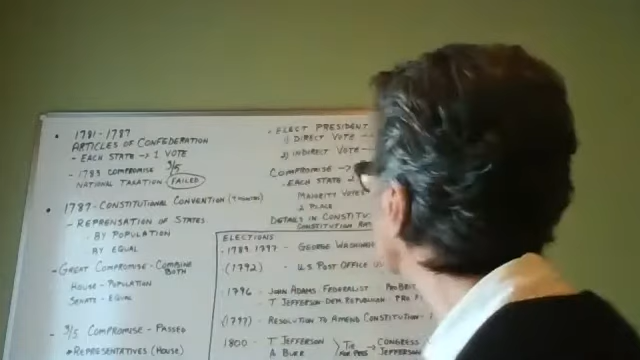 1781-1787
ARTICLES OF CONFEDERATION
- EACH STATE → 1 VOTE
- 1783 COMPROMISE 3/5
NATIONAL TAXATION FAILED
1787- CONSTITUTIONAL CONVENTION
- REPRENSATION OF STATES
- BY POPULATION
BY EQUAL
- GREAT COMPROMISE - COMBINE BOTH
HOUSE - POPULATION
SENATE - EQUAL
- 3/5 COMPROMISE - PASSED
REPRESENTATIVES (HOUSE)
- ELECT PRESIDENT
1) DIRECT VOTE
2) INDIRECT VOTE
COMPROMISE
- EACH STATE 2
MAJORITY
2 PLACE
DETAILS IN
CONSTITUTION
ELECTIONS
- 1789, 1797 - GEORGE
(1792) - U.S. POST OFFICE
1796 - JOHN ADAMS - FEDERALIST -
T JEFFERSON - DEM. REPUBLICAN -
(1797) - RESOLUTION TO AMEND CONSTITUTION -
1800 - T JEFFERSON TIE → CONGRESS
A BURR JEFFERSON